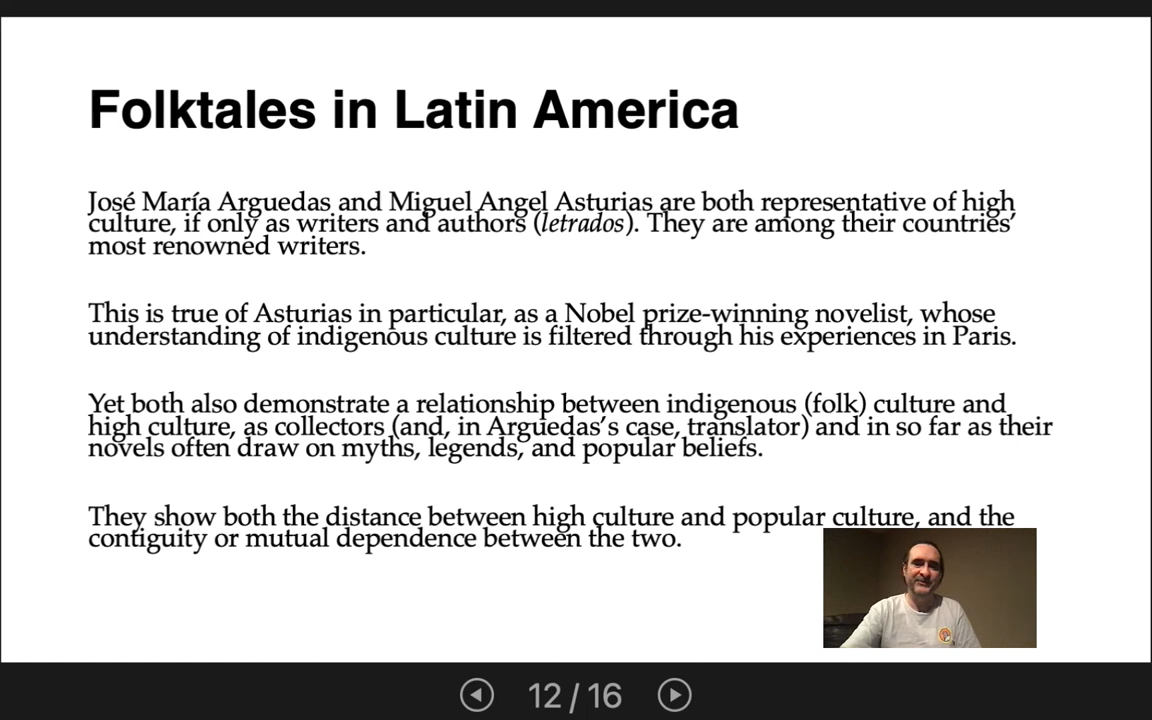 Folktales in Latin America
José María Arguedas and Miguel Angel Asturias are both representative of high
culture, if only as writers and authors (letrados). They are among their countries’
most renowned writers.
This is true of Asturias in particular, as a Nobel prize-winning novelist, whose
understanding of indigenous culture is filtered through his experiences in Paris.
Yet both also demonstrate a relationship between indigenous (folk) culture and
high culture, as collectors (and, in Arguedas’s case, translator) and in so far as their
novels often draw on myths, legends, and popular beliefs.
They show both the distance between high culture and popular culture, and the
contiguity or mutual dependence between the two.
12 / 16